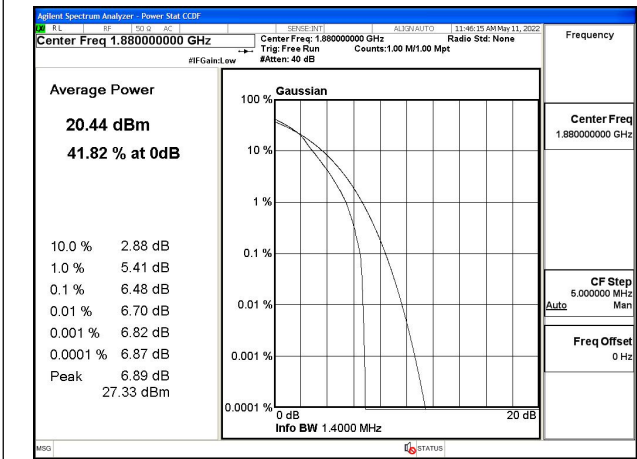 Agilent Spectrum Analyzer - Power Stat CCDF
LXI RL RF 50 Ω AC SENSE:INT ALIGN AUTO 11:46:15 AM May 11, 2022
Center Freq 1.880000000 GHz
Center Freq: 1.880000000 GHz Radio Std: None
Trig: Free Run Counts:1.00 M/1.00 Mpt
#IFGain:Low #Atten: 40 dB
Frequency
Average Power
20.44 dBm
41.82 % at 0dB
10.0 % 2.88 dB
1.0 % 5.41 dB
0.1 % 6.48 dB
0.01 % 6.70 dB
0.001 % 6.82 dB
0.0001 % 6.87 dB
Peak 6.89 dB
27.33 dBm
Gaussian
100 %
10 %
1 %
0.1 %
0.01 %
0.001 %
0.0001 %
0 dB 20 dB
Info BW 1.4000 MHz
Center Freq
1.880000000 GHz
CF Step
5.000000 MHz
Auto Man
Freq Offset
0 Hz
MSG STATUS